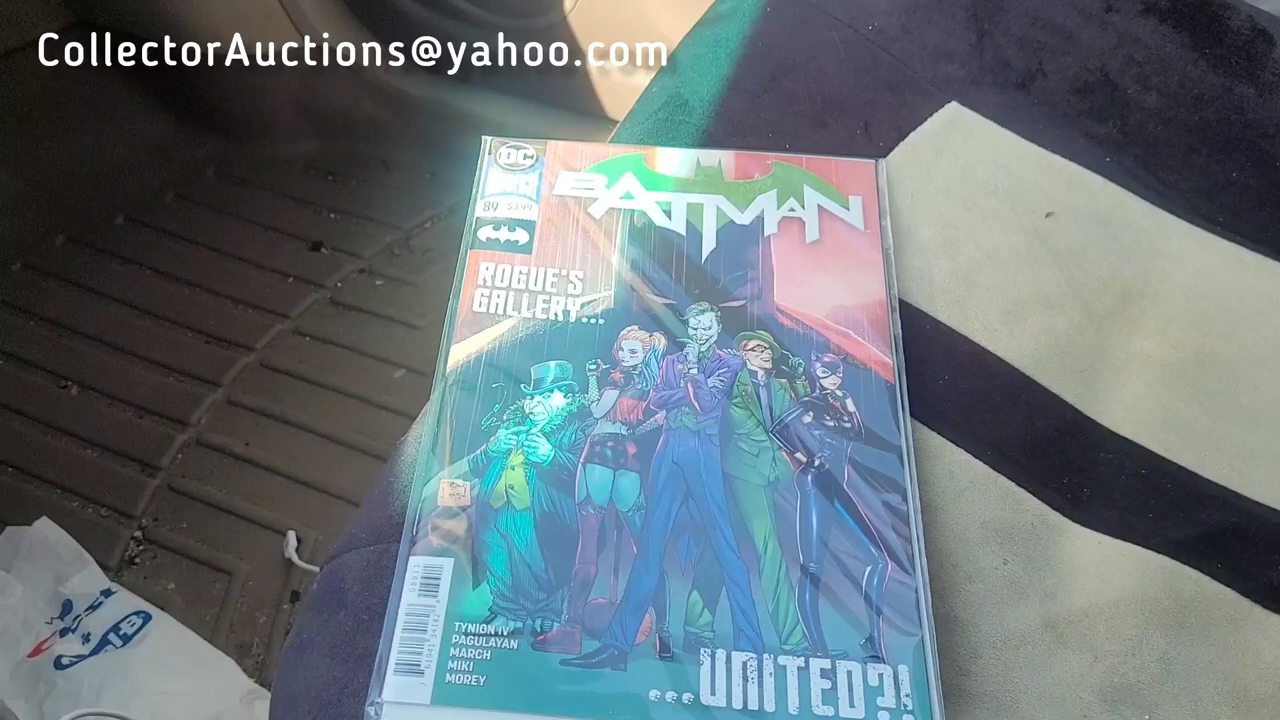 CollectorAuctions@yahoo.com
DC
89 $3.99
BATMAN
ROGUE'S
GALLERY...
TYNION IV
PAGULAYAN
MARCH
MIKI
MOREY
...UNITED?!